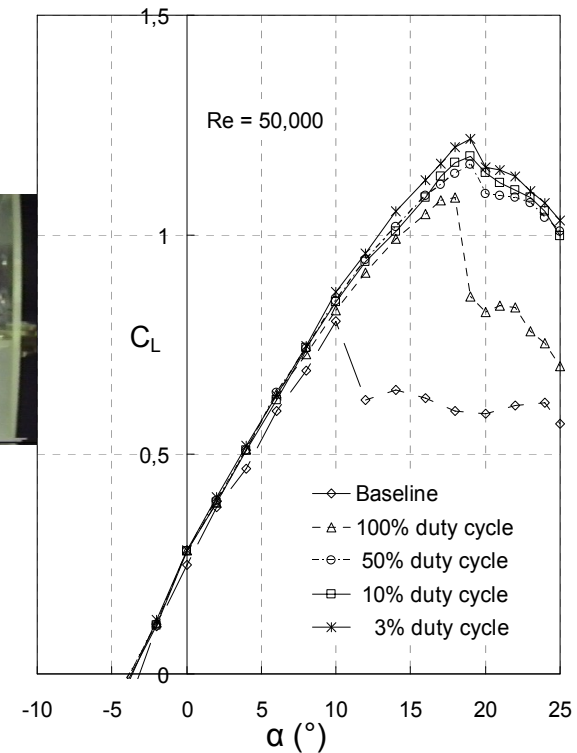 1,5
Re = 50,000
1
C_L
0,5
Baseline
100% duty cycle
50% duty cycle
10% duty cycle
3% duty cycle
0
-10 -5 0 5 10 15 20 25
α (°)